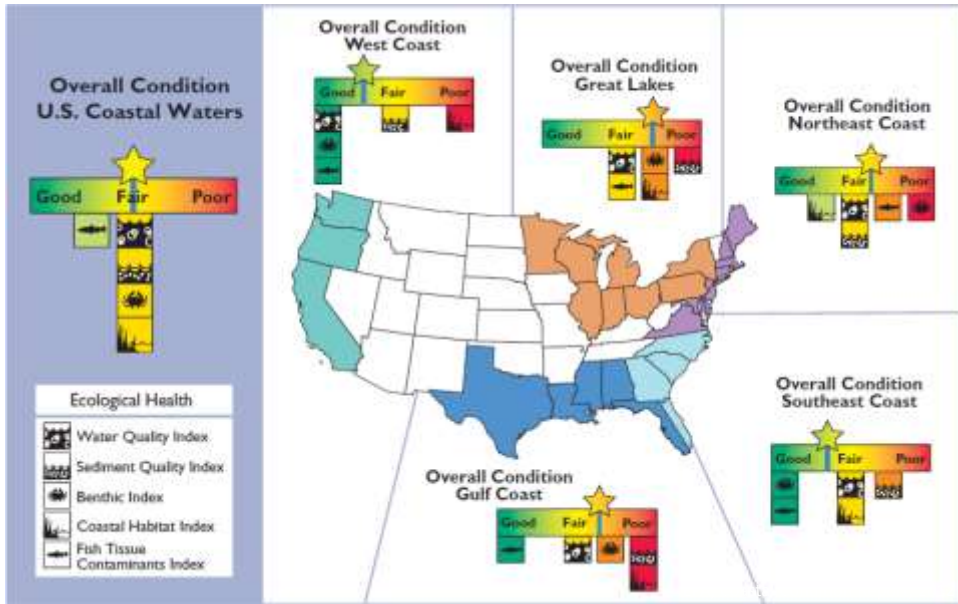 Overall Condition
U.S. Coastal Waters
Good Fair Poor
Ecological Health
Water Quality Index
Sediment Quality Index
Benthic Index
Coastal Habitat Index
Fish Tissue
Contaminants Index
Overall Condition
West Coast
Good Fair Poor
Overall Condition
Great Lakes
Good Fair Poor
Overall Condition
Northeast Coast
Good Fair Poor
Overall Condition
Southeast Coast
Good Fair Poor
Overall Condition
Gulf Coast
Good Fair Poor